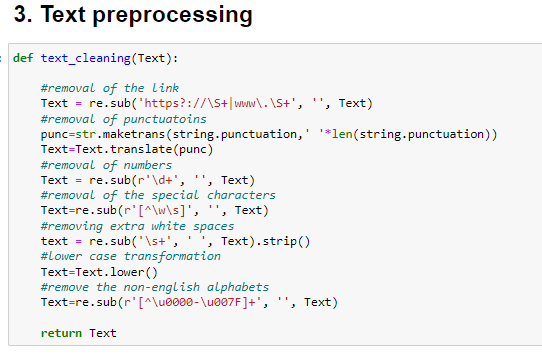 3. Text preprocessing
: def text_cleaning(Text):
#removal of the link
Text = re.sub('https?://\S+|www\.\S+', '', Text)
#removal of punctuatoins
punc=str.maketrans(string.punctuation,' '*len(string.punctuation))
Text=Text.translate(punc)
#removal of numbers
Text = re.sub(r'\d+', '', Text)
#removal of the special characters
Text=re.sub(r'[^\w\s]', '', Text)
#removing extra white spaces
text = re.sub('\s+', ' ', Text).strip()
#lower case transformation
Text=Text.lower()
#remove the non-english alphabets
Text=re.sub(r'[^\u0000-\u007F]+', '', Text)
return Text